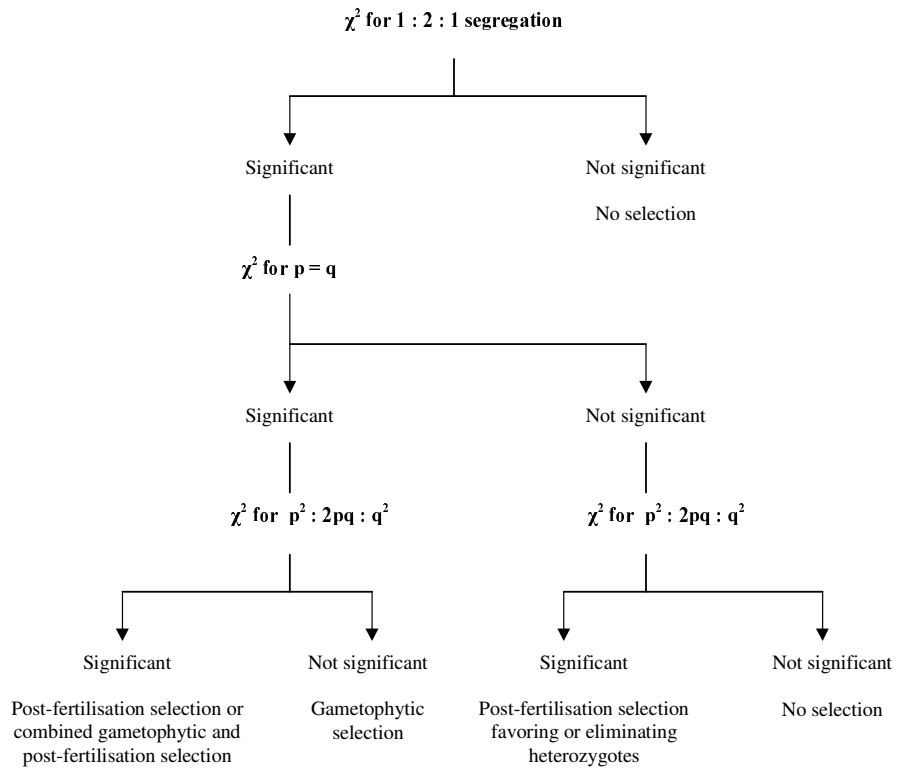 χ² for 1 : 2 : 1 segregation
Significant
Not significant
No selection
χ² for p = q
Significant
Not significant
χ² for p² : 2pq : q²
χ² for p² : 2pq : q²
Significant
Not significant
Significant
Not significant
Post-fertilisation selection or
combined gametophytic and
post-fertilisation selection
Gametophytic
selection
Post-fertilisation selection
favoring or eliminating
heterozygotes
No selection